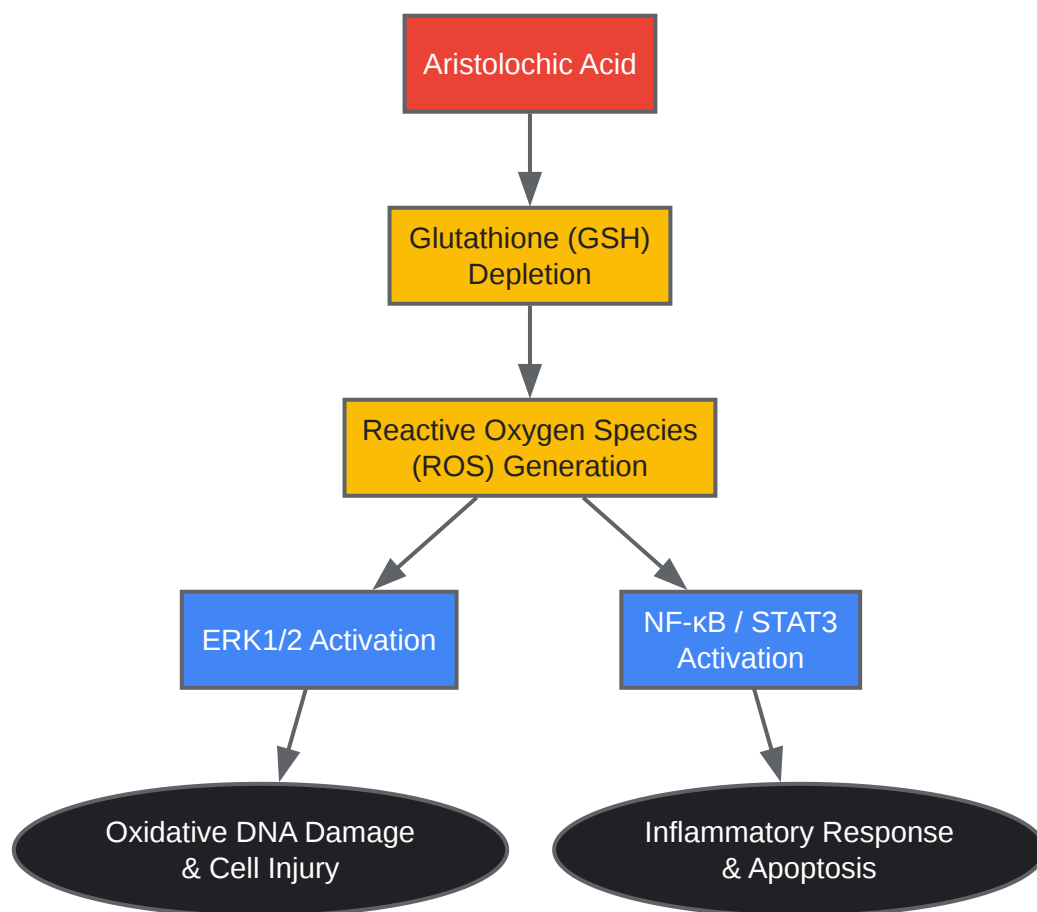 Aristolochic Acid
Glutathione (GSH)
Depletion
Reactive Oxygen Species
(ROS) Generation
ERK1/2 Activation
NF-κB / STAT3
Activation
Oxidative DNA Damage
& Cell Injury
Inflammatory Response
& Apoptosis